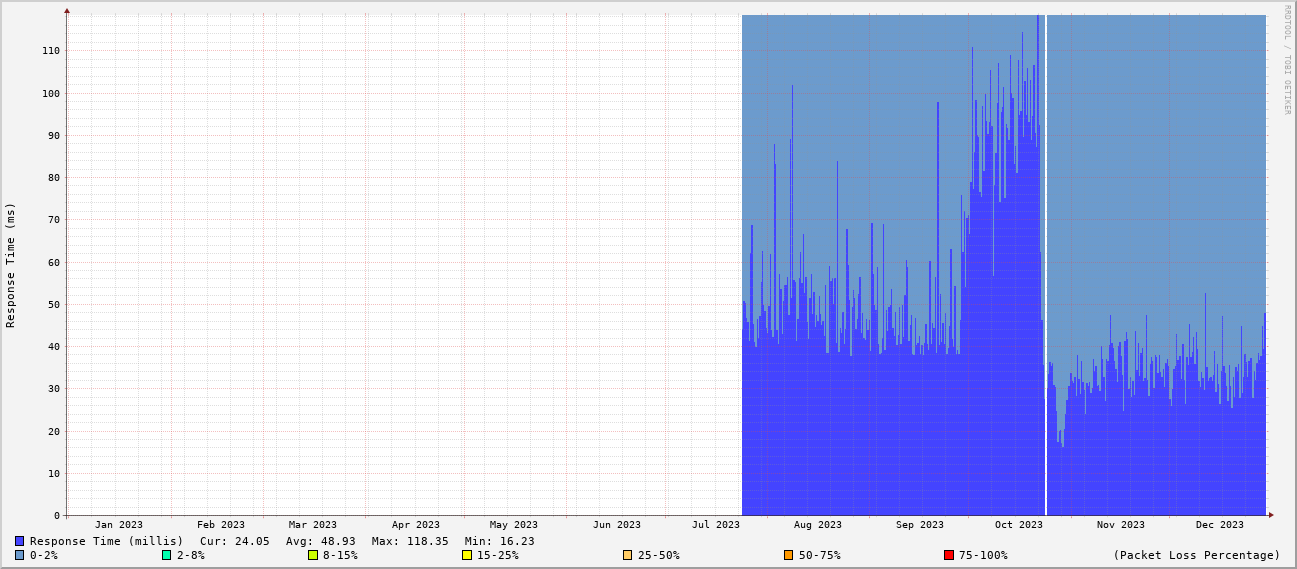 RRDTOOL / TOBI OETIKER
Response Time (ms)
110
100
90
80
70
60
50
40
30
20
10
0
Jan 2023 Feb 2023 Mar 2023 Apr 2023 May 2023 Jun 2023 Jul 2023 Aug 2023 Sep 2023 Oct 2023 Nov 2023 Dec 2023
Response Time (millis) Cur: 24.05 Avg: 48.93 Max: 118.35 Min: 16.23
0-2% 2-8% 8-15% 15-25% 25-50% 50-75% 75-100% (Packet Loss Percentage)